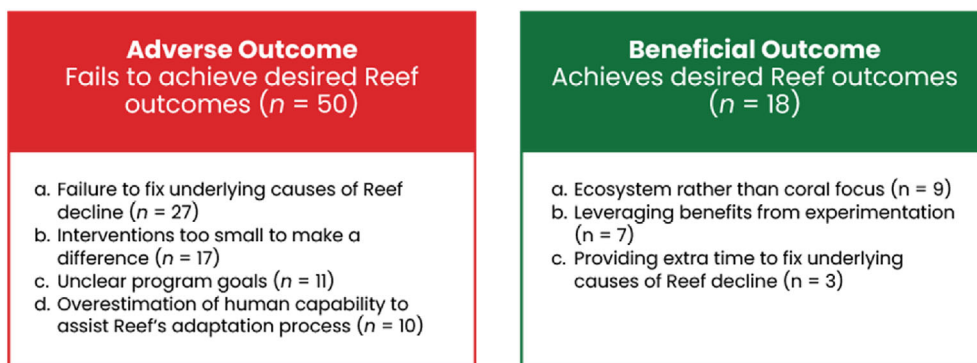 Adverse Outcome
Fails to achieve desired Reef
outcomes (n = 50)
a. Failure to fix underlying causes of Reef
decline (n = 27)
b. Interventions too small to make a
difference (n = 17)
c. Unclear program goals (n = 11)
d. Overestimation of human capability to
assist Reef's adaptation process (n = 10)
Beneficial Outcome
Achieves desired Reef outcomes
(n = 18)
a. Ecosystem rather than coral focus (n = 9)
b. Leveraging benefits from experimentation
(n = 7)
c. Providing extra time to fix underlying
causes of Reef decline (n = 3)